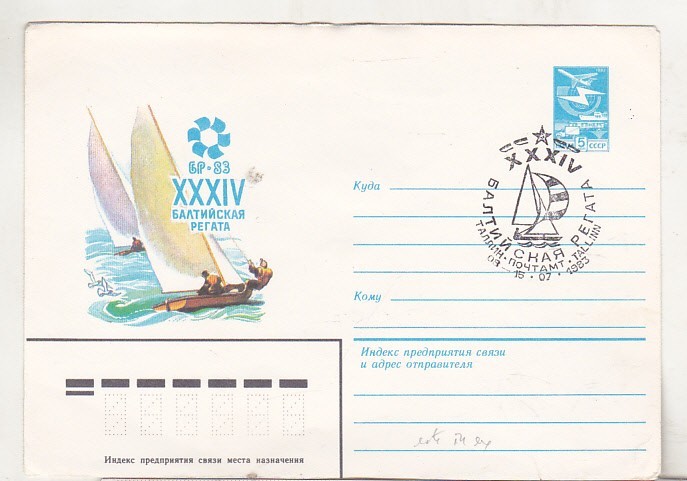 БР·83
XXXIV
БАЛТИЙСКАЯ
РЕГАТА
5
СССР
XXXIV
БАЛТИЙСКАЯ РЕГАТА
ТАЛЛИН·ПОЧТАМТ·TALLINN
09-15·07·1983
Куда
Кому
Индекс предприятия связи
и адрес отправителя
Индекс предприятия связи места назначения